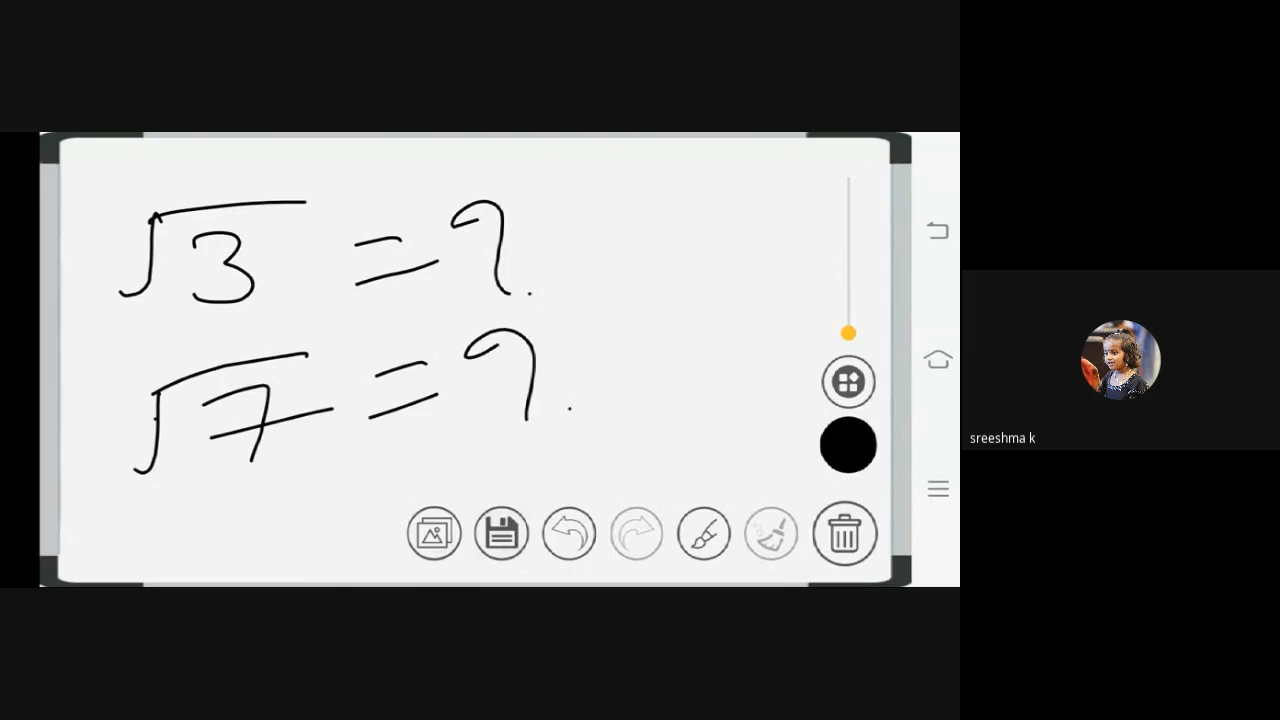 √3 = ?
√7 = ?
sreeshma k